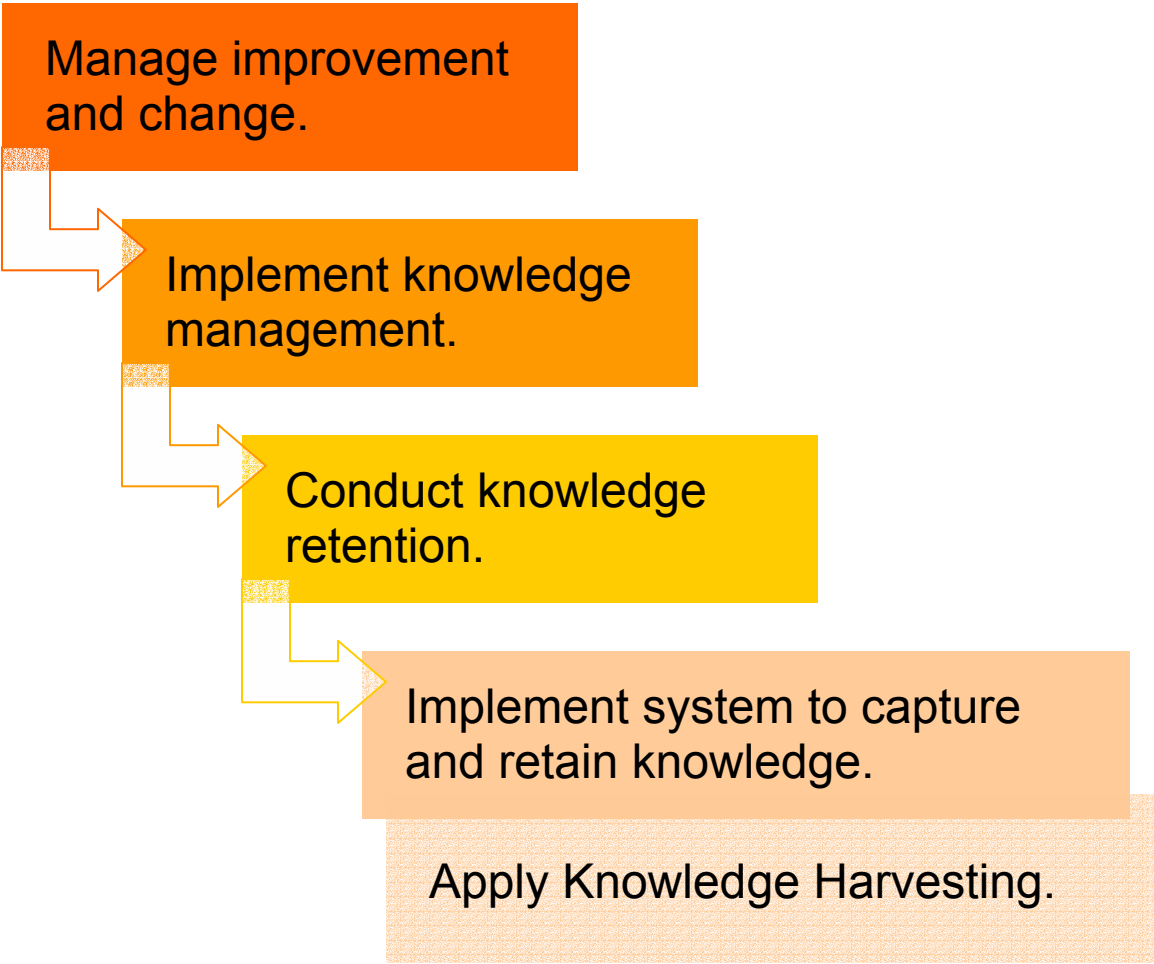 Manage improvement
and change.
Implement knowledge
management.
Conduct knowledge
retention.
Implement system to capture
and retain knowledge.
Apply Knowledge Harvesting.